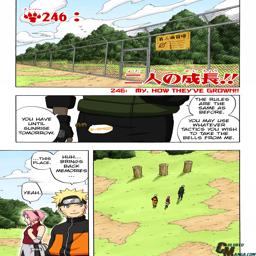 246:
二人の成長!!
246: MY, HOW THEY'VE GROWN!!
THE RULES
ARE THE
SAME AS
BEFORE.
YOU MAY USE
WHATEVER
TACTICS YOU
WISH TO
TAKE THE
BELLS FROM ME.
YOU HAVE
UNTIL
SUNRISE
TOMORROW.
...THIS
PLACE.
HUH...
BRINGS
BACK
MEMORIES...
YEAH.